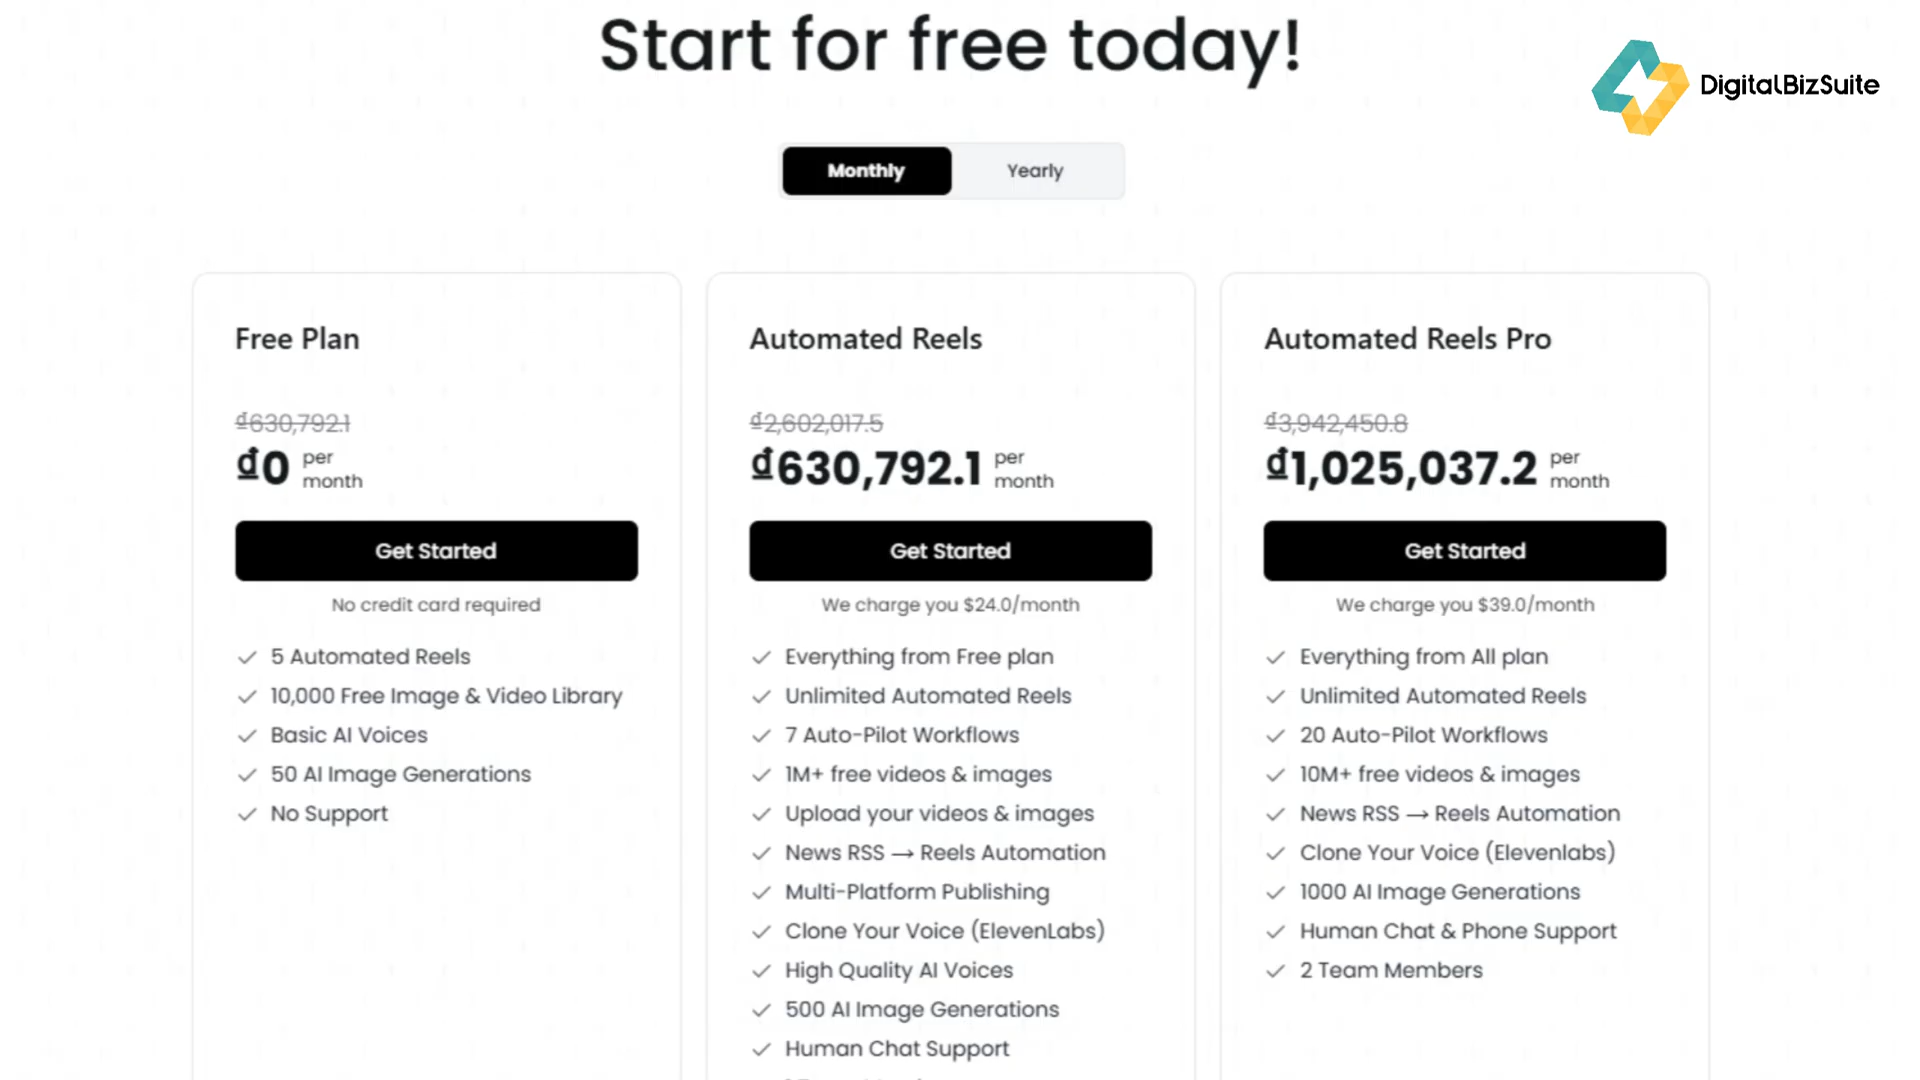 Start for free today!
DigitalBizSuite
Monthly
Yearly
Free Plan
₫630,792.1
₫0 per month
Get Started
No credit card required
5 Automated Reels
10,000 Free Image & Video Library
Basic AI Voices
50 AI Image Generations
No Support
Automated Reels
₫2,602,017.5
₫630,792.1 per month
Get Started
We charge you $24.0/month
Everything from Free plan
Unlimited Automated Reels
7 Auto-Pilot Workflows
1M+ free videos & images
Upload your videos & images
News RSS → Reels Automation
Multi-Platform Publishing
Clone Your Voice (ElevenLabs)
High Quality AI Voices
500 AI Image Generations
Human Chat Support
Automated Reels Pro
₫3,942,450.8
₫1,025,037.2 per month
Get Started
We charge you $39.0/month
Everything from All plan
Unlimited Automated Reels
20 Auto-Pilot Workflows
10M+ free videos & images
News RSS → Reels Automation
Clone Your Voice (Elevenlabs)
1000 AI Image Generations
Human Chat & Phone Support
2 Team Members